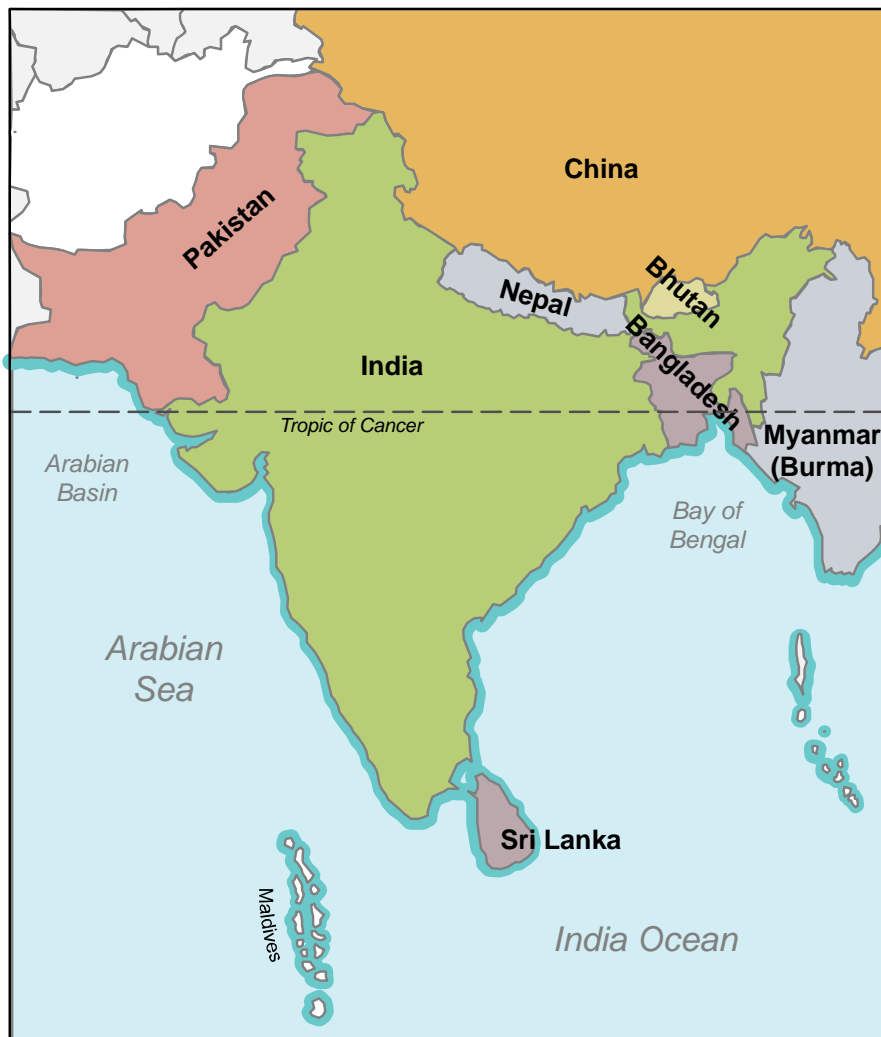 China
Pakistan
Bhutan
Nepal
Bangladesh
India
Tropic of Cancer
Myanmar
(Burma)
Arabian
Basin
Bay of
Bengal
Arabian
Sea
Sri Lanka
Maldives
India Ocean